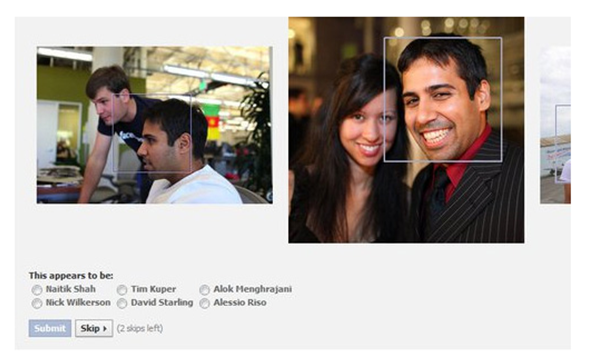 This appears to be:
Naitik Shah Tim Kuper Alok Menghrajani
Nick Wilkerson David Starling Alessio Riso
Submit Skip (2 skips left)